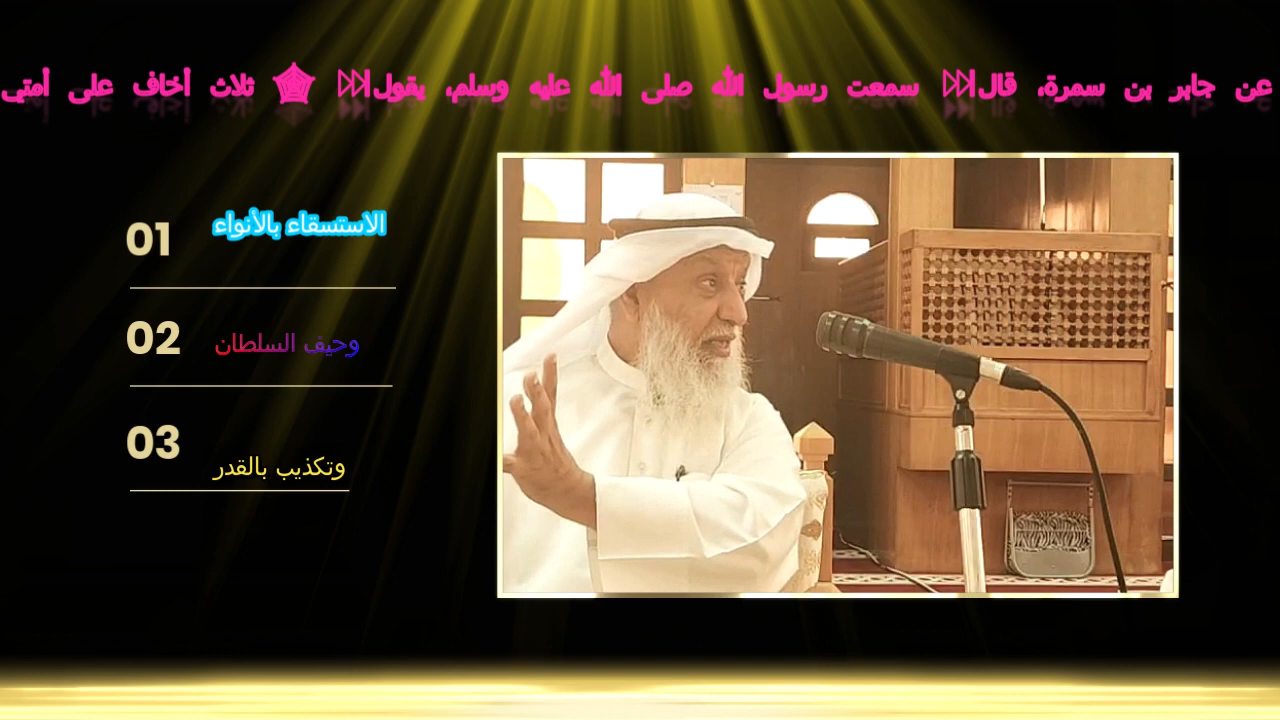 عن جابر بن سمرة، قال سمعت رسول الله صلى الله عليه وسلم، يقول ثلاث أخاف على أمتي
01 الاستسقاء بالأنواء
02 وحيف السلطان
03 وتكذيب بالقدر